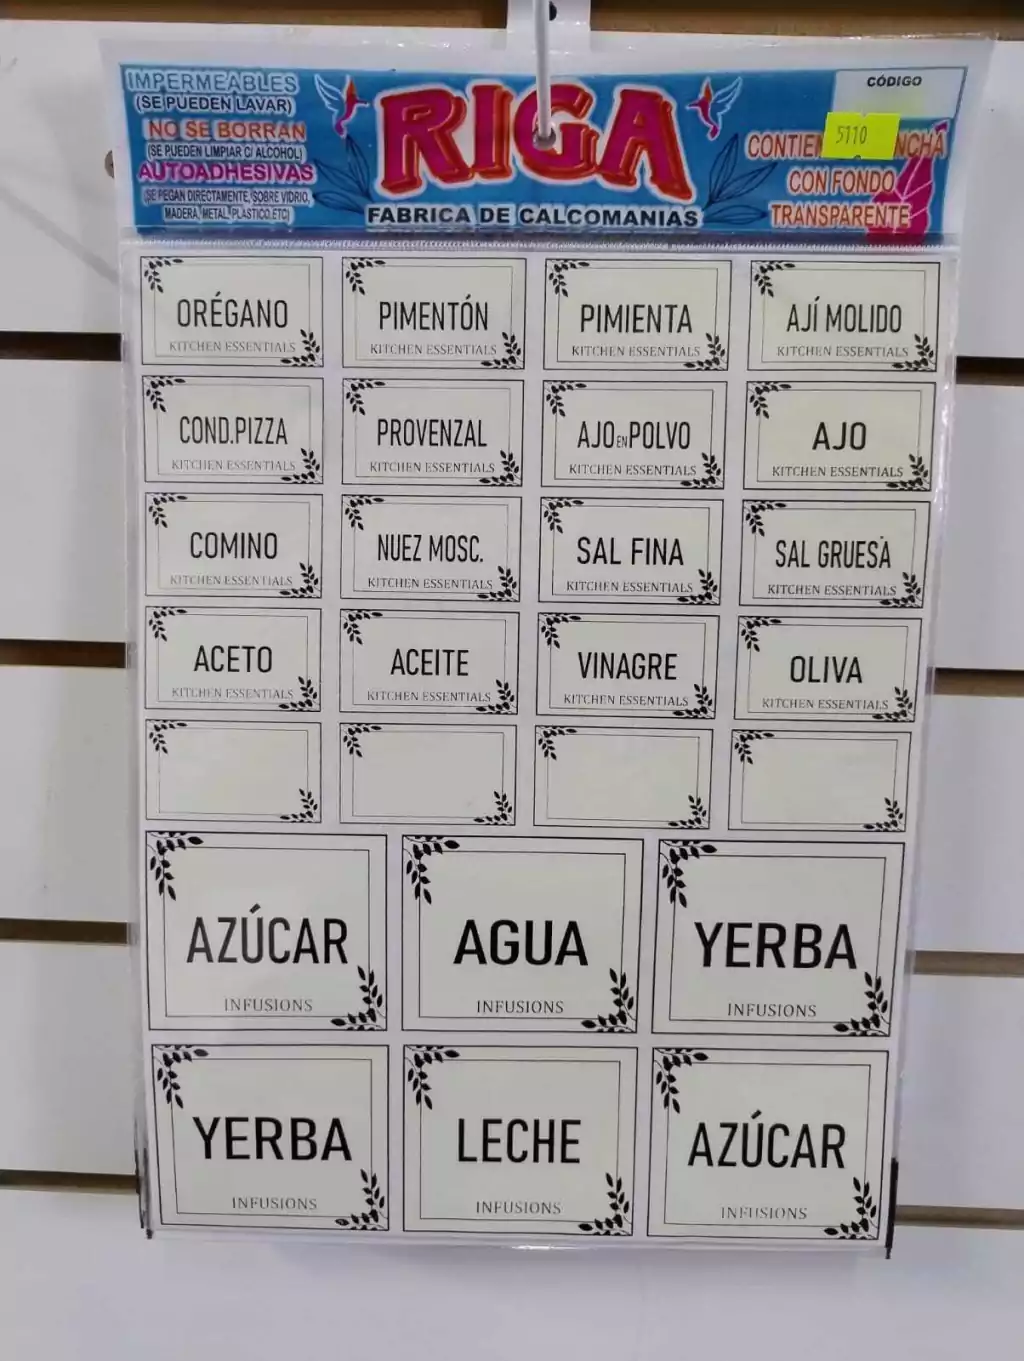 IMPERMEABLES
(SE PUEDEN LAVAR)
NO SE BORRAN
(SE PUEDEN LIMPIAR C/ ALCOHOL)
AUTOADHESIVAS
(SE PEGAN DIRECTAMENTE, SOBRE VIDRIO,
MADERA, METAL, PLASTICO, ETC)
RIGA
FABRICA DE CALCOMANIAS
CÓDIGO
5110
CON FONDO
TRANSPARENTE
ORÉGANO
KITCHEN ESSENTIALS
PIMENTÓN
KITCHEN ESSENTIALS
PIMIENTA
KITCHEN ESSENTIALS
AJÍ MOLIDO
KITCHEN ESSENTIALS
COND.PIZZA
KITCHEN ESSENTIALS
PROVENZAL
KITCHEN ESSENTIALS
AJO EN POLVO
KITCHEN ESSENTIALS
AJO
KITCHEN ESSENTIALS
COMINO
KITCHEN ESSENTIALS
NUEZ MOSC.
KITCHEN ESSENTIALS
SAL FINA
KITCHEN ESSENTIALS
SAL GRUESA
KITCHEN ESSENTIALS
ACETO
KITCHEN ESSENTIALS
ACEITE
KITCHEN ESSENTIALS
VINAGRE
KITCHEN ESSENTIALS
OLIVA
KITCHEN ESSENTIALS
AZÚCAR
INFUSIONS
AGUA
INFUSIONS
YERBA
INFUSIONS
YERBA
INFUSIONS
LECHE
INFUSIONS
AZÚCAR
INFUSIONS